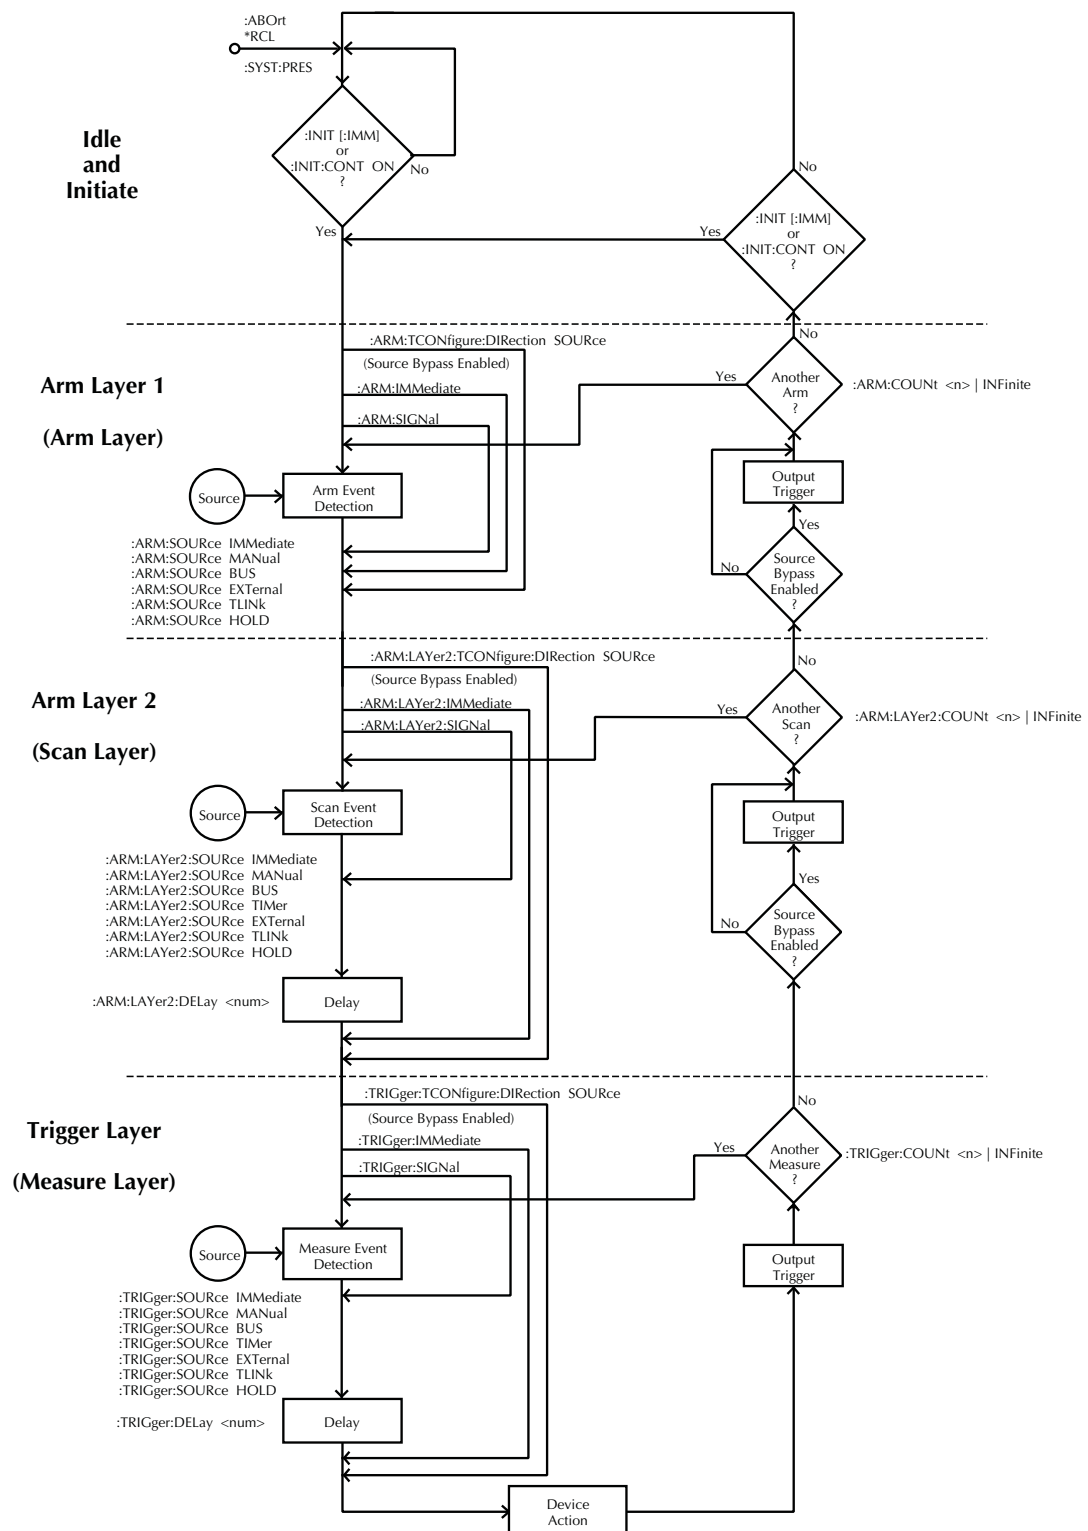 :ABOrt
*RCL
:SYST:PRES
Idle
and
Initiate
:INIT [:IMM]
or
:INIT:CONT ON
?
No
Yes
No
:INIT [:IMM]
or
:INIT:CONT ON
?
Yes
No
Arm Layer 1
(Arm Layer)
:ARM:TCONfigure:DIRection SOURce
(Source Bypass Enabled)
:ARM:IMMediate
:ARM:SIGNal
Yes
Another
Arm
?
:ARM:COUNt <n> | INFinite
Source
Arm Event
Detection
Output
Trigger
Yes
:ARM:SOURce IMMediate
:ARM:SOURce MANual
:ARM:SOURce BUS
:ARM:SOURce EXTernal
:ARM:SOURce TLINk
:ARM:SOURce HOLD
No
Source
Bypass
Enabled
?
No
Arm Layer 2
(Scan Layer)
:ARM:LAYer2:TCONfigure:DIRection SOURce
(Source Bypass Enabled)
:ARM:LAYer2:IMMediate
:ARM:LAYer2:SIGNal
Yes
Another
Scan
?
:ARM:LAYer2:COUNt <n> | INFinite
Source
Scan Event
Detection
Output
Trigger
Yes
:ARM:LAYer2:SOURce IMMediate
:ARM:LAYer2:SOURce MANual
:ARM:LAYer2:SOURce BUS
:ARM:LAYer2:SOURce TIMer
:ARM:LAYer2:SOURce EXTernal
:ARM:LAYer2:SOURce TLINk
:ARM:LAYer2:SOURce HOLD
No
Source
Bypass
Enabled
?
:ARM:LAYer2:DELay <num>
Delay
No
Trigger Layer
(Measure Layer)
:TRIGger:TCONfigure:DIRection SOURce
(Source Bypass Enabled)
:TRIGger:IMMediate
:TRIGger:SIGNal
Yes
Another
Measure
?
:TRIGger:COUNt <n> | INFinite
Source
Measure Event
Detection
Output
Trigger
:TRIGger:SOURce IMMediate
:TRIGger:SOURce MANual
:TRIGger:SOURce BUS
:TRIGger:SOURce TIMer
:TRIGger:SOURce EXTernal
:TRIGger:SOURce TLINk
:TRIGger:SOURce HOLD
:TRIGger:DELay <num>
Delay
Device
Action